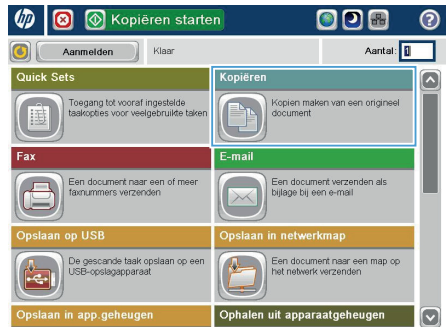 hp
Kopiëren starten
?
Anmelden
Klaar
Aantal: 1
Quick Sets
Toegang tot vooraf ingestelde
taakopties voor veelgebruikte taken
Kopiëren
Kopien maken van een origineel
document
Fax
Een document naar een of meer
faxnummers verzenden
E-mail
Een document verzenden als
bijlage bij een e-mail
Opslaan op USB
De gescande taak opslaan op een
USB-opslagapparaat
Opslaan in netwerkmap
Een document naar een map op
het netwerk verzenden
Opslaan in app.geheugen
Ophalen uit apparaatgeheugen